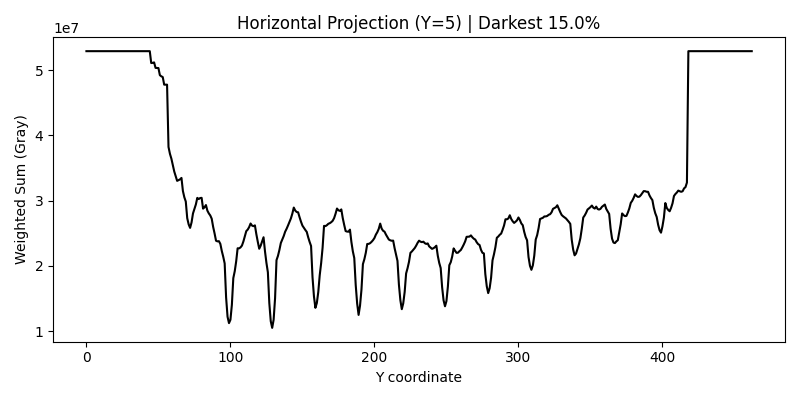 Horizontal Projection (Y=5) | Darkest 15.0%
1e7
5
4
3
2
1
Weighted Sum (Gray)
0 100 200 300 400
Y coordinate